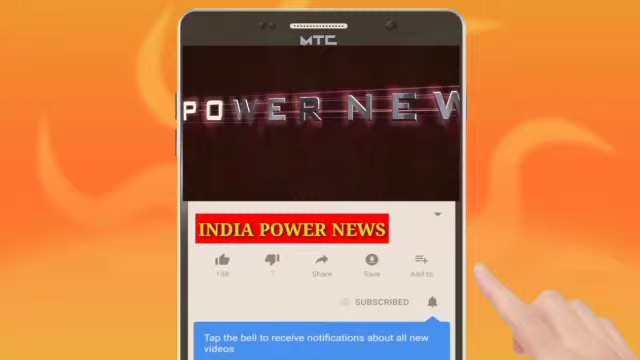 MTC
POWER NEW
INDIA POWER NEWS
158
?
Share
Save
Add to
SUBSCRIBED
Tap the bell to receive notifications about all new
videos